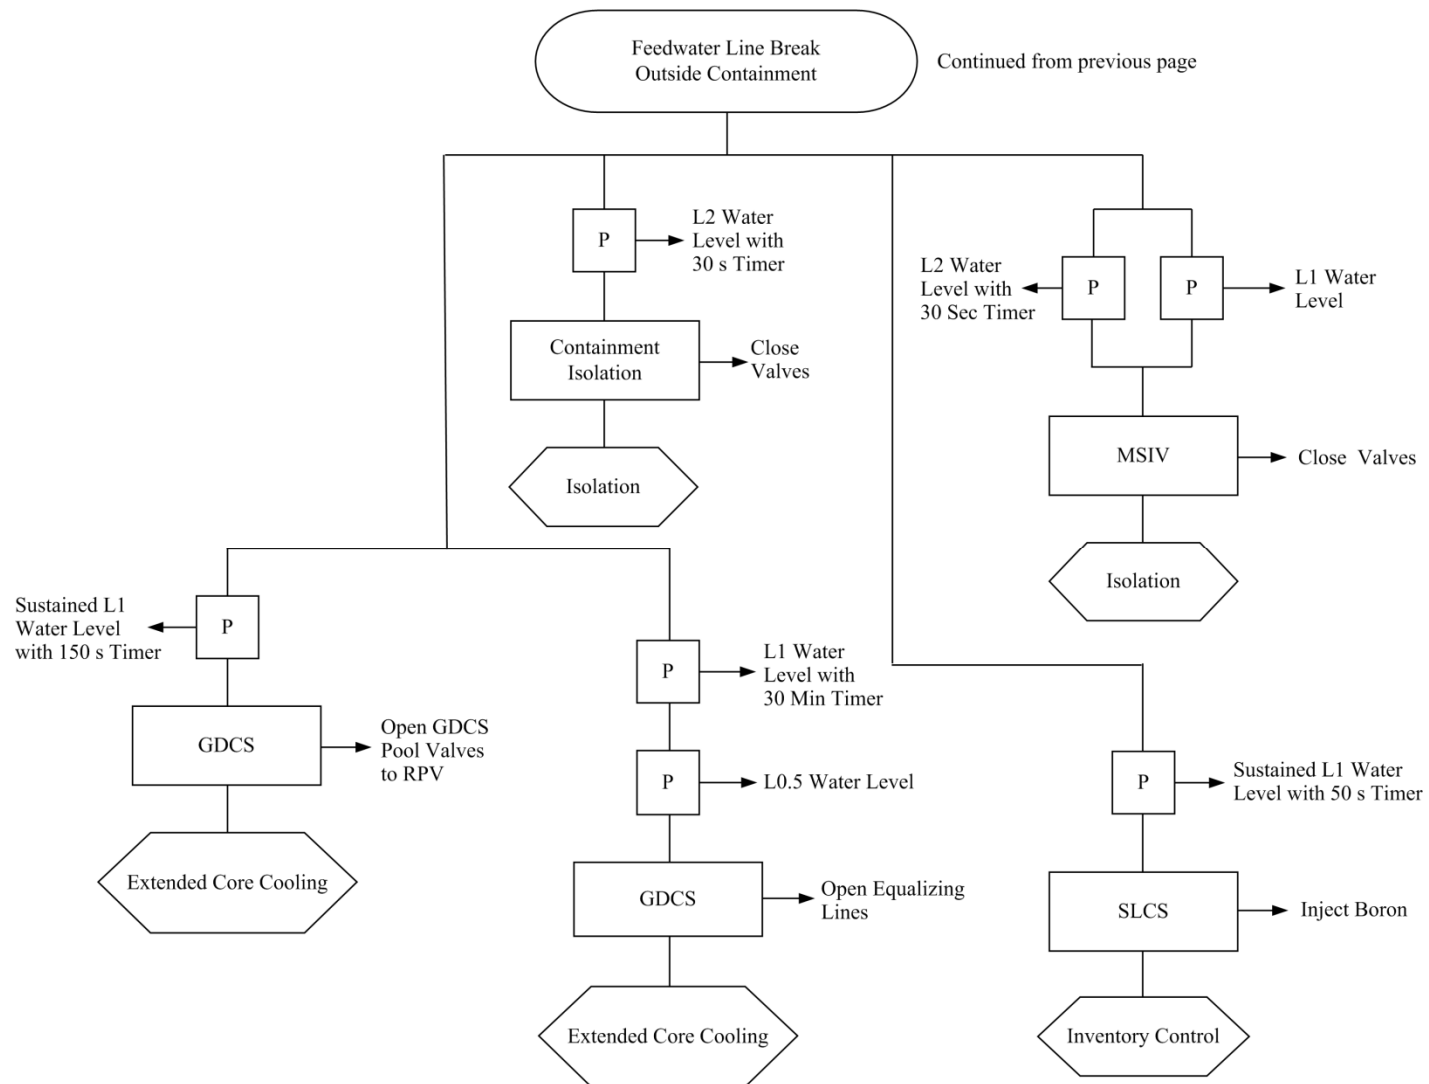 Feedwater Line Break
Outside Containment
Continued from previous page
P
L2 Water
Level with
30 s Timer
Containment
Isolation
Close
Valves
Isolation
L2 Water
Level with
30 Sec Timer
P
P
L1 Water
Level
MSIV
Close Valves
Isolation
Sustained L1
Water Level
with 150 s Timer
P
GDCS
Open GDCS
Pool Valves
to RPV
Extended Core Cooling
P
L1 Water
Level with
30 Min Timer
P
L0.5 Water Level
GDCS
Open Equalizing
Lines
Extended Core Cooling
P
Sustained L1 Water
Level with 50 s Timer
SLCS
Inject Boron
Inventory Control